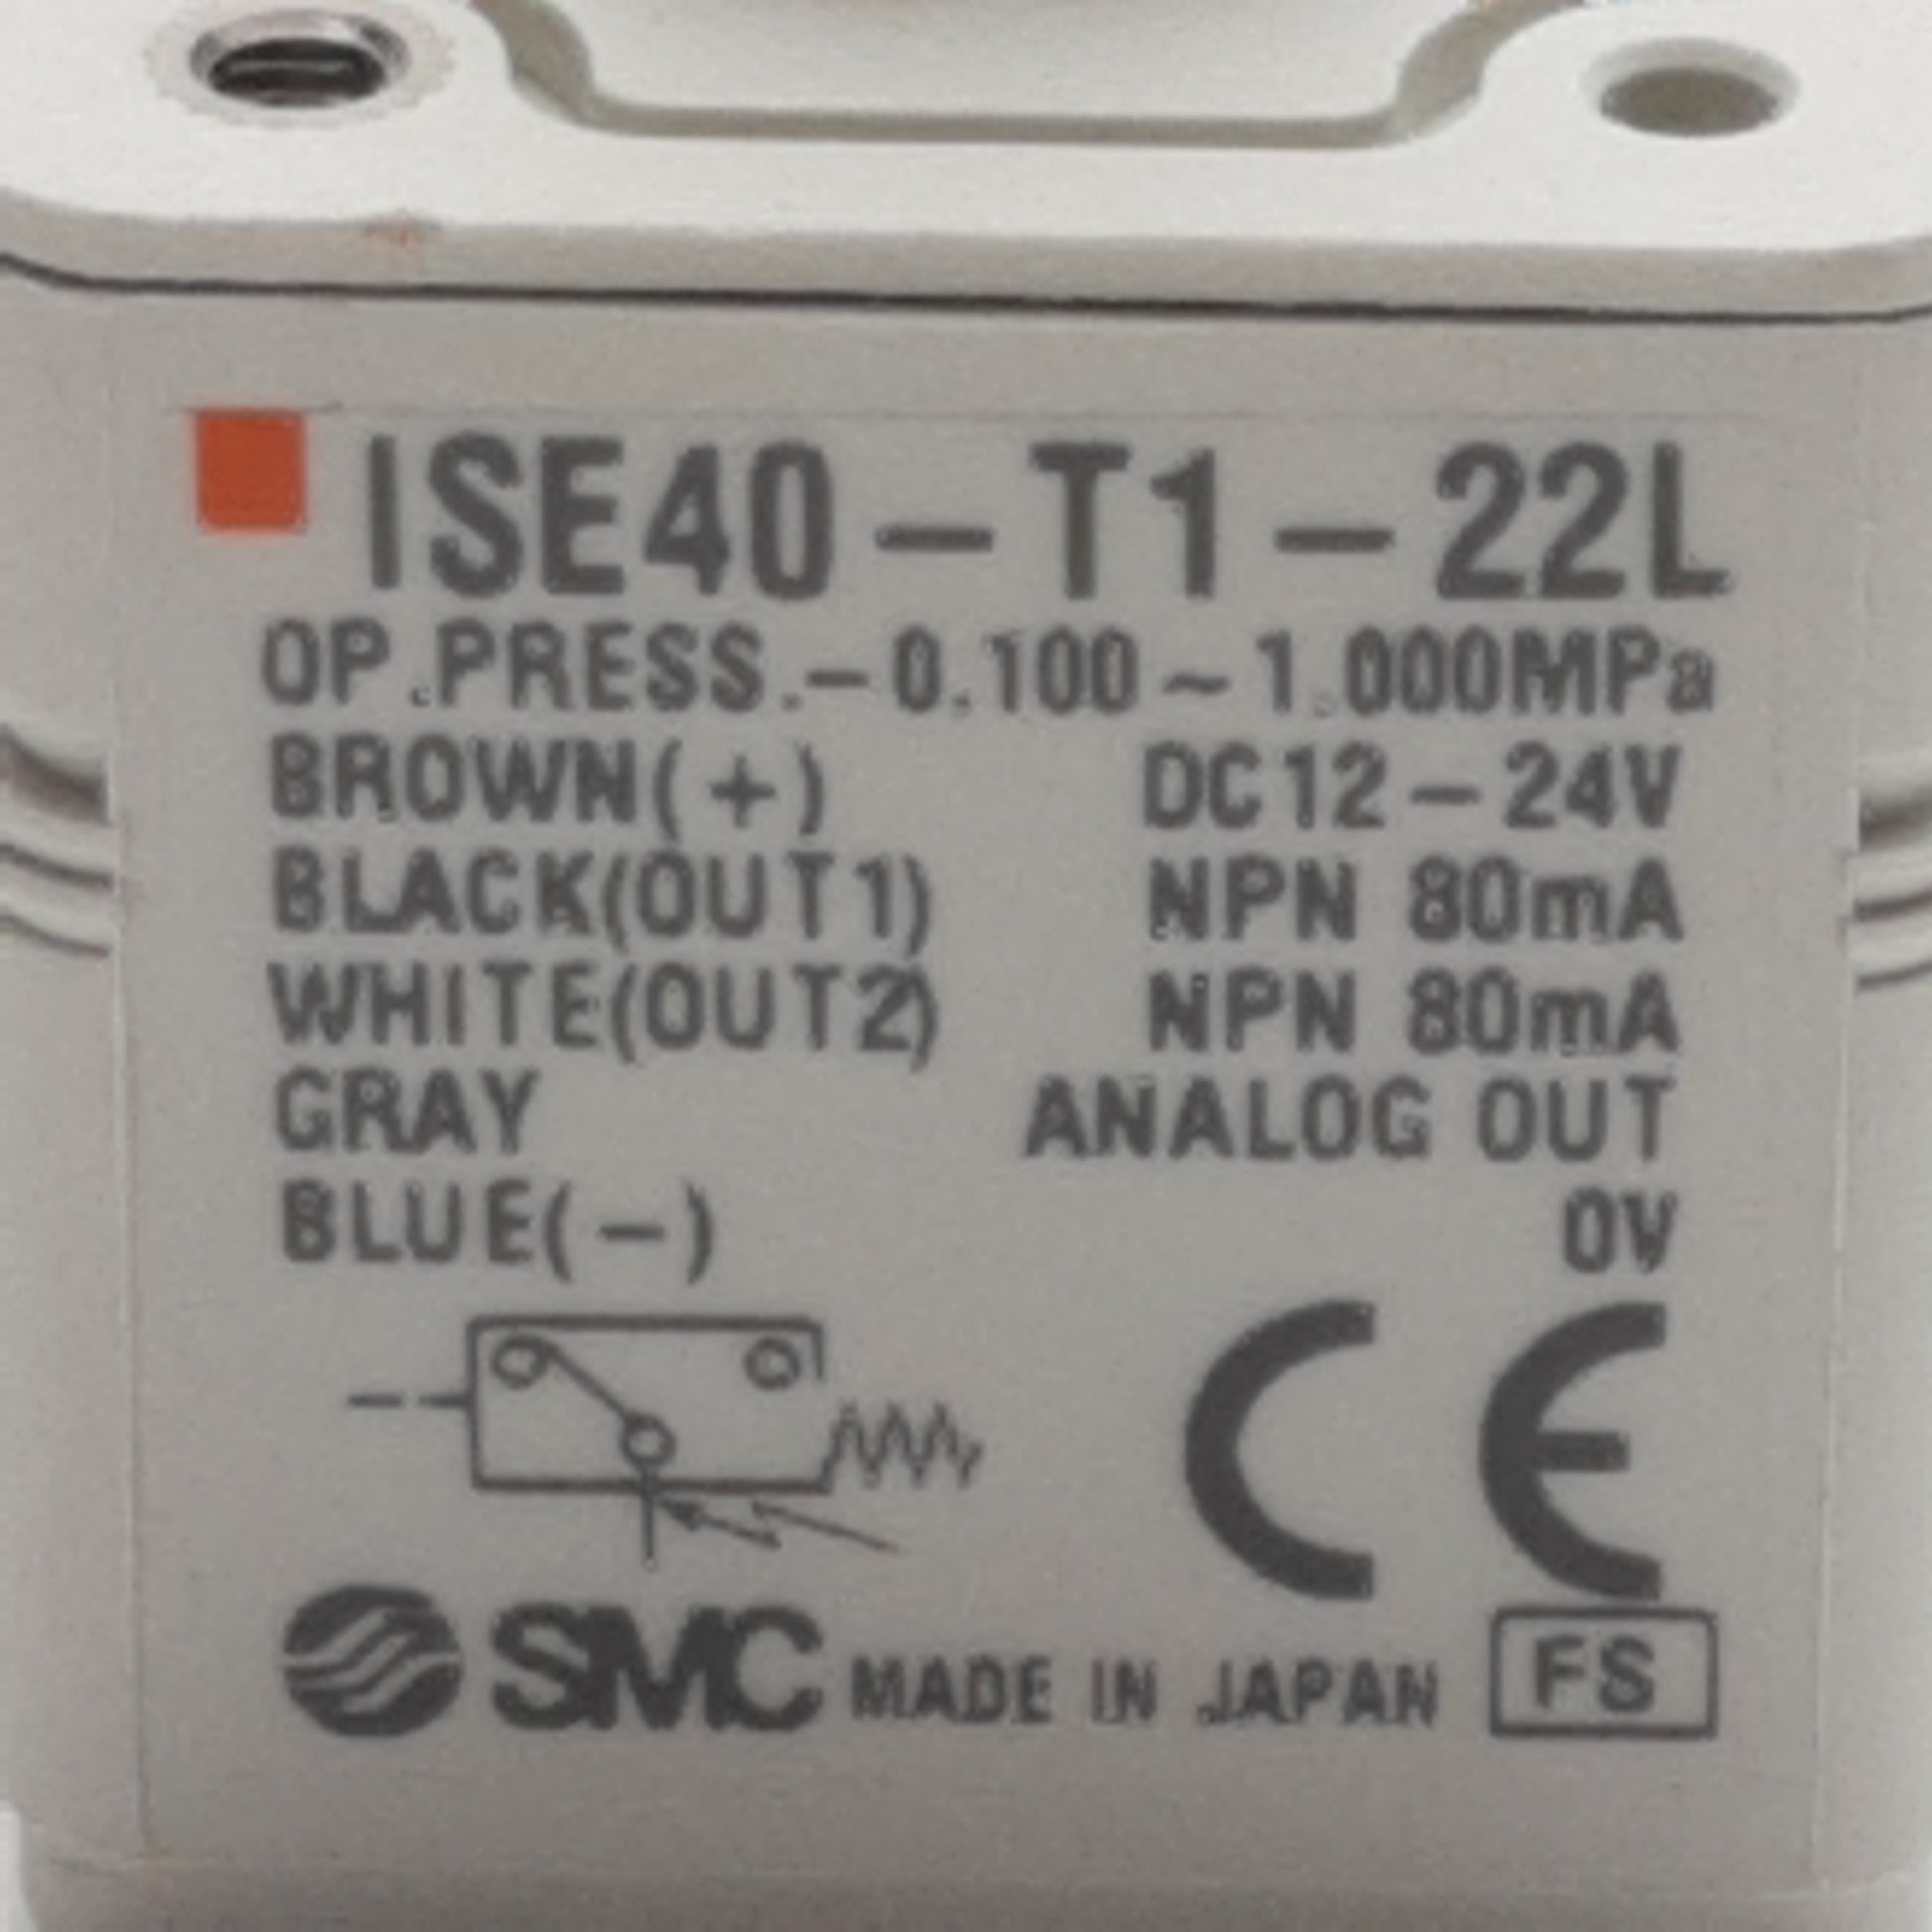 ISE40-T1-22L
OP.PRESS.-0.100~1.000MPa
BROWN(+) DC12-24V
BLACK(OUT1) NPN 80mA
WHITE(OUT2) NPN 80mA
GRAY ANALOG OUT
BLUE(-) 0V
CE
SMC MADE IN JAPAN FS